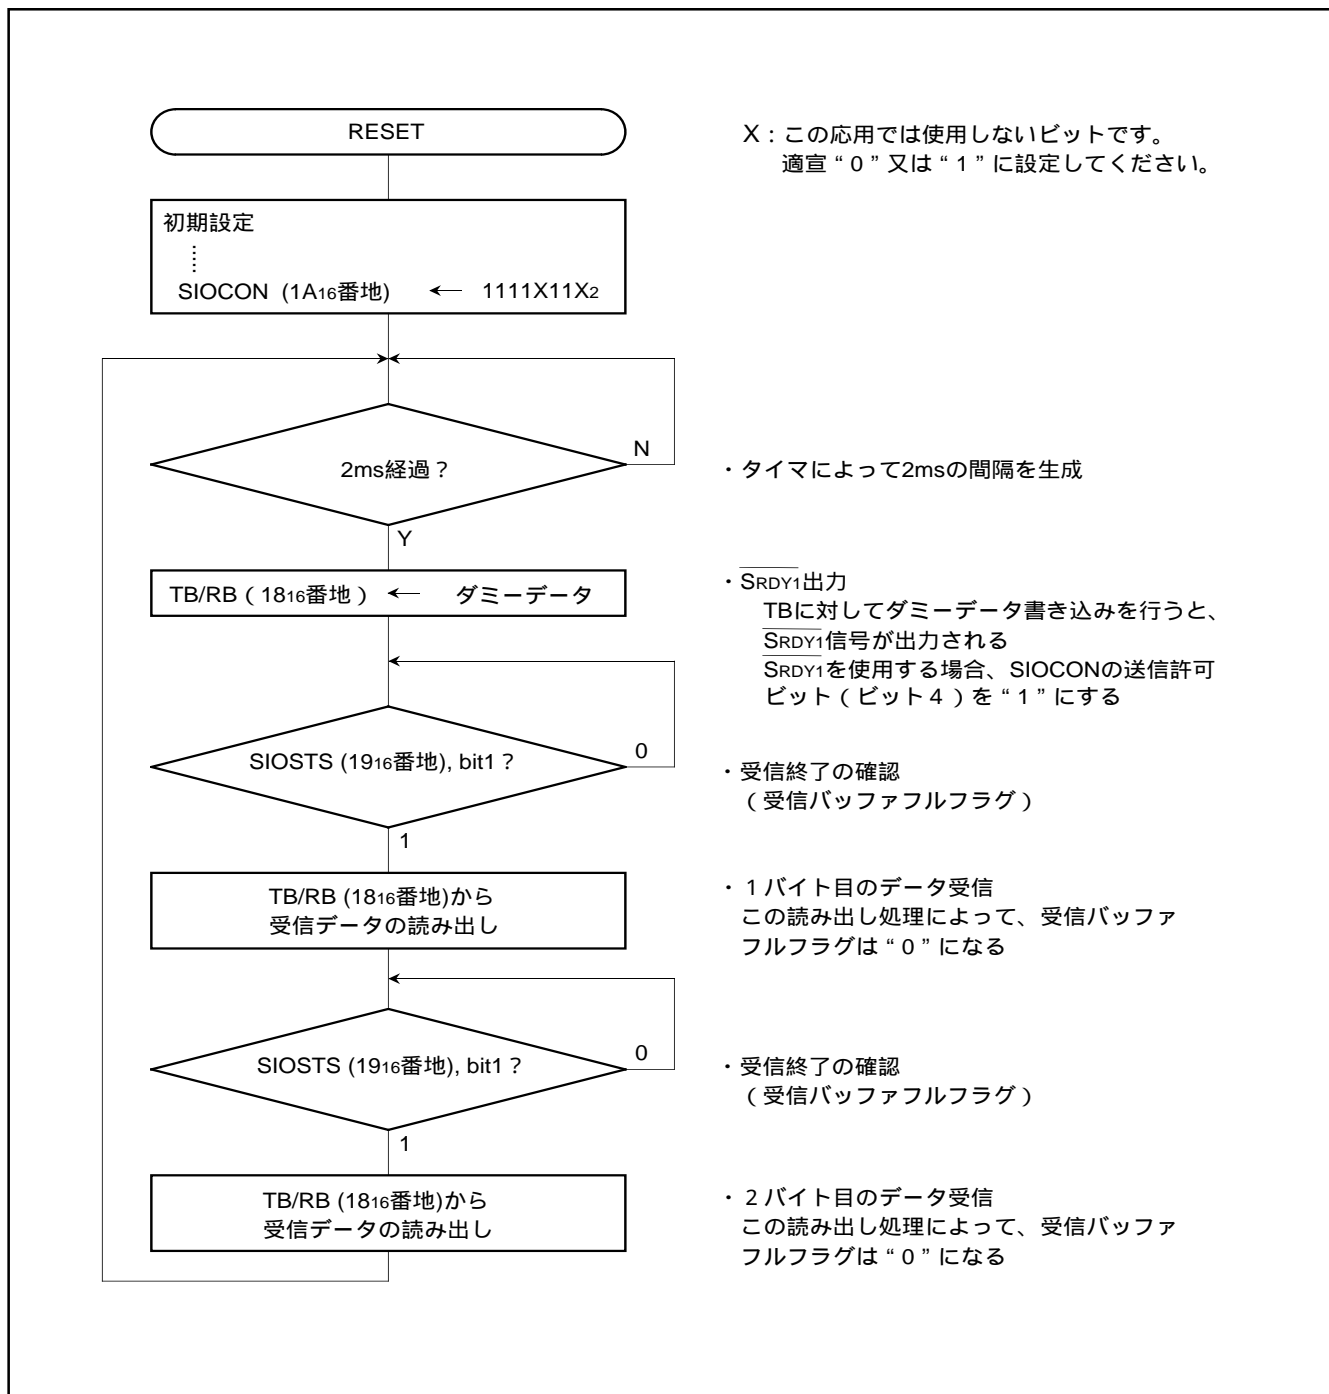 RESET
X：この応用では使用しないビットです。
適宣“０”又は“１”に設定してください。
初期設定
SIOCON (1A16番地) ← 1111X11X2
N
2ms経過？
・タイマによって2msの間隔を生成
Y
TB/RB（1816番地） ← ダミーデータ
・SRDY1出力
TBに対してダミーデータ書き込みを行うと、
SRDY1信号が出力される
SRDY1を使用する場合、SIOCONの送信許可
ビット（ビット４）を“１”にする
SIOSTS (1916番地), bit1？
0
・受信終了の確認
（受信バッファフルフラグ）
1
TB/RB (1816番地)から
受信データの読み出し
・１バイト目のデータ受信
この読み出し処理によって、受信バッファ
フルフラグは“０”になる
SIOSTS (1916番地), bit1？
0
・受信終了の確認
（受信バッファフルフラグ）
1
TB/RB (1816番地)から
受信データの読み出し
・２バイト目のデータ受信
この読み出し処理によって、受信バッファ
フルフラグは“０”になる